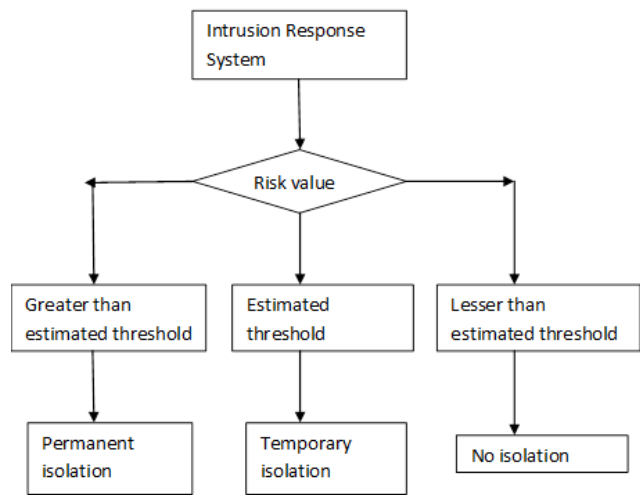 Intrusion Response
System
Risk value
Greater than
estimated threshold
Estimated
threshold
Lesser than
estimated threshold
Permanent
isolation
Temporary
isolation
No isolation